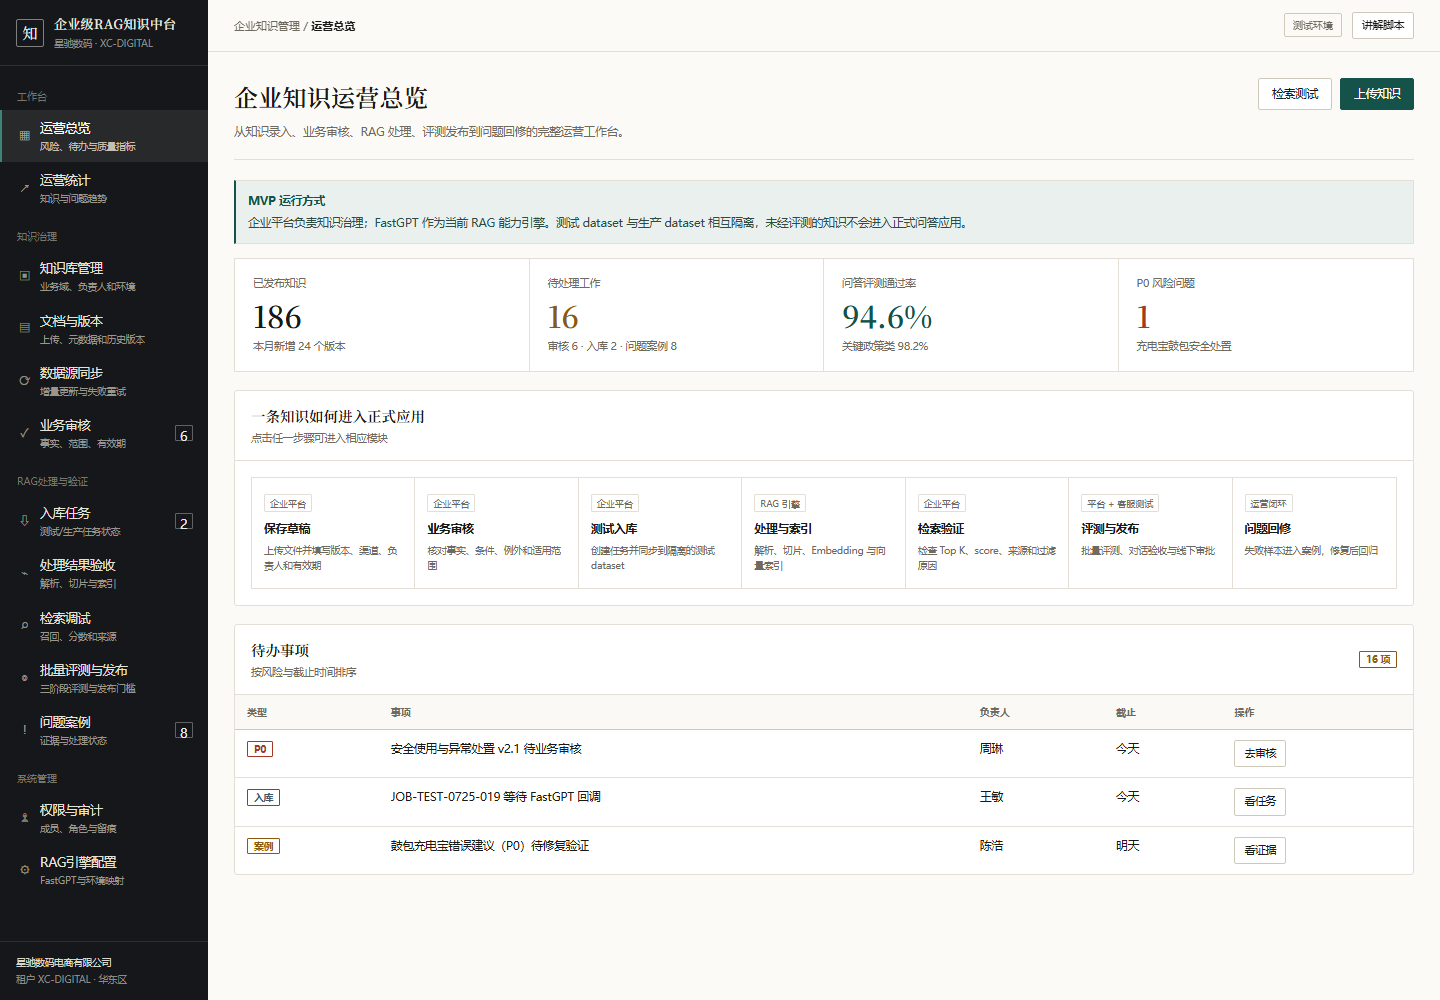 知
企业级RAG知识中台
星驰数码 · XC-DIGITAL
工作台
运营总览
风险、待办与质量指标
运营统计
知识与问题趋势
知识治理
知识库管理
业务域、负责人和环境
文档与版本
上传、元数据和历史版本
数据源同步
增量更新与失败重试
业务审核
事实、范围、有效期
6
RAG处理与验证
入库任务
测试/生产任务状态
2
处理结果验收
解析、切片与索引
检索调试
召回、分数和来源
批量评测与发布
三阶段评测与发布门槛
问题案例
证据与处理状态
8
系统管理
权限与审计
成员、角色与留痕
RAG引擎配置
FastGPT与环境映射
星驰数码电商有限公司
租户 XC-DIGITAL · 华东区
企业知识管理 / 运营总览
测试环境
讲解脚本
企业知识运营总览
从知识录入、业务审核、RAG 处理、评测发布到问题回修的完整运营工作台。
检索测试
上传知识
MVP 运行方式
企业平台负责知识治理；FastGPT 作为当前 RAG 能力引擎。测试 dataset 与生产 dataset 相互隔离，未经评测的知识不会进入正式问答应用。
已发布知识
186
本月新增 24 个版本
待处理工作
16
审核 6 · 入库 2 · 问题案例 8
问答评测通过率
94.6%
关键政策类 98.2%
P0 风险问题
1
充电宝鼓包安全处置
一条知识如何进入正式应用
点击任一步骤可进入相应模块
企业平台
保存草稿
上传文件并填写版本、渠道、负
责人和有效期
企业平台
业务审核
核对事实、条件、例外和适用范
围
企业平台
测试入库
创建任务并同步到隔离的测试
dataset
RAG 引擎
处理与索引
解析、切片、Embedding 与向
量索引
企业平台
检索验证
检查 Top K、score、来源和过滤
原因
平台 + 客服测试
评测与发布
批量评测、对话验收与线下审批
运营闭环
问题回修
失败样本进入案例，修复后回归
待办事项
按风险与截止时间排序
16 项
类型 事项 负责人 截止 操作
P0 安全使用与异常处置 v2.1 待业务审核 周琳 今天 去审核
入库 JOB-TEST-0725-019 等待 FastGPT 回调 王敏 今天 看任务
案例 鼓包充电宝错误建议（P0）待修复验证 陈浩 明天 看证据